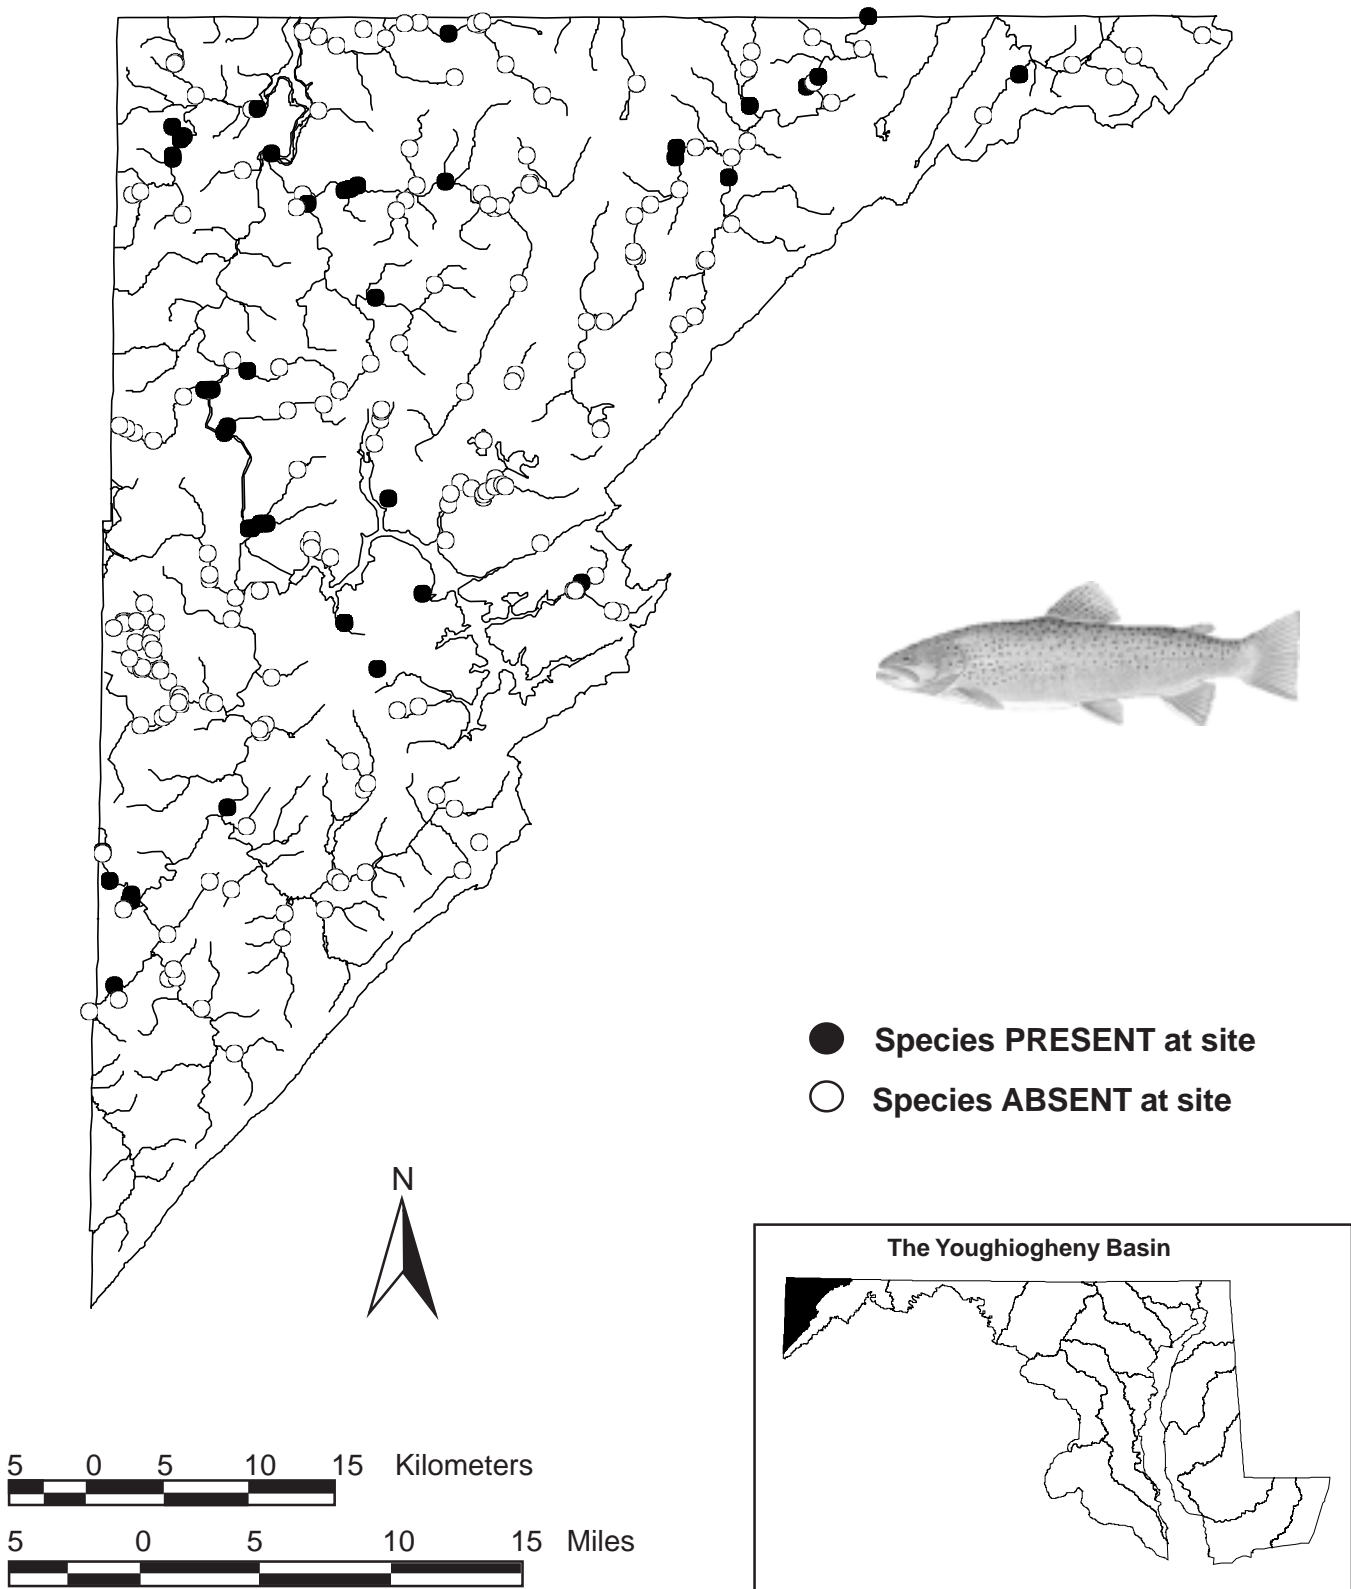 Species PRESENT at site
Species ABSENT at site
N
The Youghiogheny Basin
5 0 5 10 15 Kilometers
5 0 5 10 15 Miles